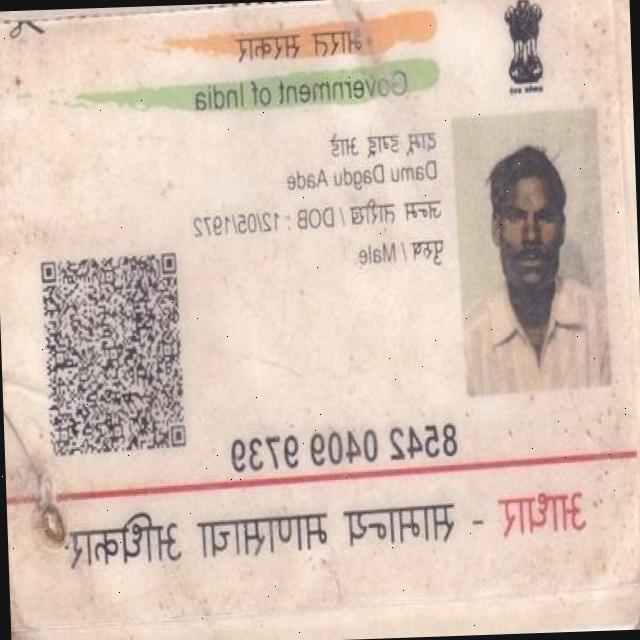 भारत सरकार
Government of India
दामु दगडू आडे
Damu Dagdu Aade
जन्म तारीख / DOB : 12/05/1972
पुरुष / Male
8542 0409 9739
आधार - सामान्य माणसाचा अधिकार